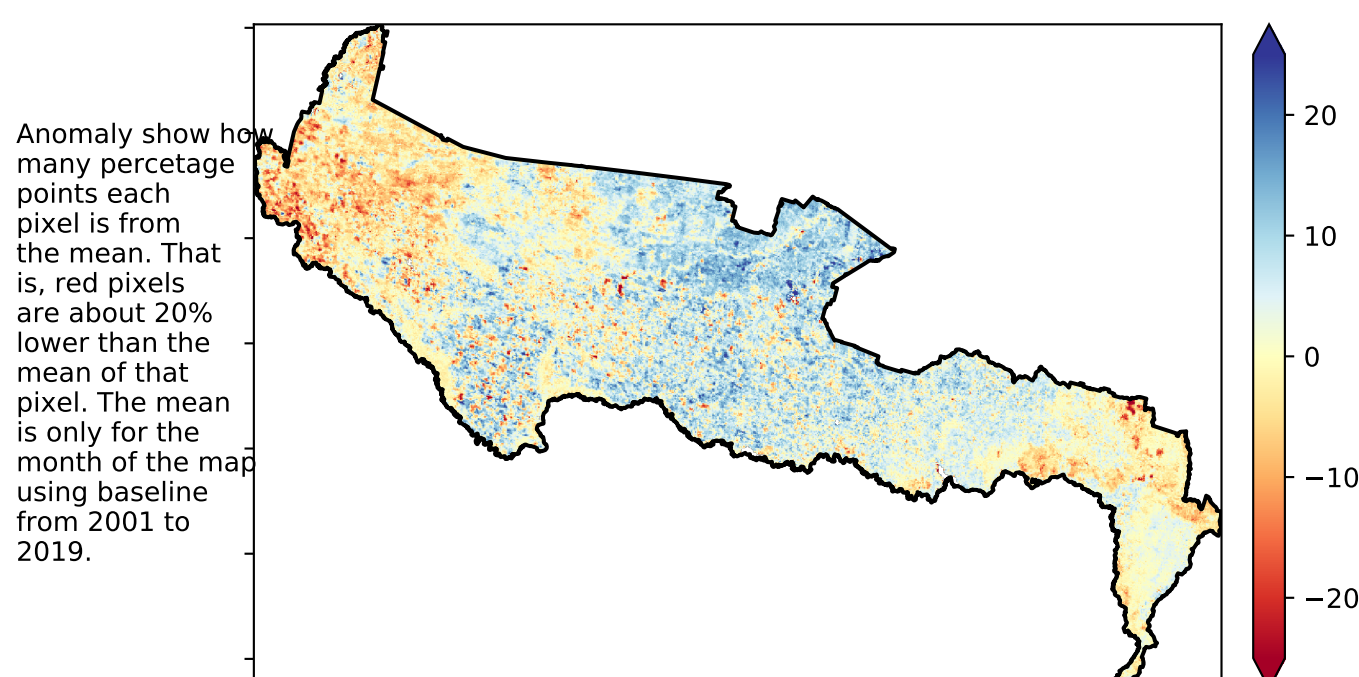 Anomaly show how
many percetage
points each
pixel is from
the mean. That
is, red pixels
are about 20%
lower than the
mean of that
pixel. The mean
is only for the
month of the map
using baseline
from 2001 to
2019.
20
10
0
−10
−20